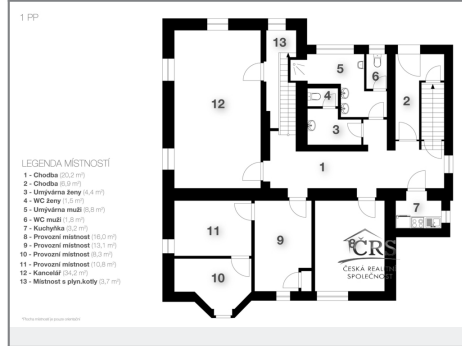 1 PP
13
5
6
4
12
2
3
1
LEGENDA MÍSTNOSTÍ
1 - Chodba (20,2 m²)
2 - Chodba (6,9 m²)
3 - Umývárna ženy (4,4 m²)
4 - WC ženy (1,5 m²)
5 - Umývárna muži (8,8 m²)
6 - WC muži (1,8 m²)
7 - Kuchyňka (3,2 m²)
8 - Provozní místnost (16,0 m²)
9 - Provozní místnost (13,1 m²)
10 - Provozní místnost (8,3 m²)
11 - Provozní místnost (10,8 m²)
12 - Kancelář (34,2 m²)
13 - Místnost s plyn.kotly (3,7 m²)
7
11
9
8
10
ČRS
ČESKÁ REALITNÍ
SPOLEČNOST